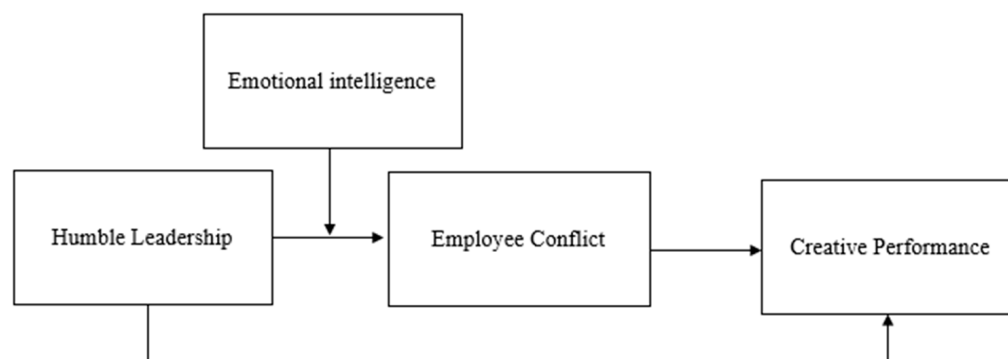 Emotional intelligence
Humble Leadership
Employee Conflict
Creative Performance